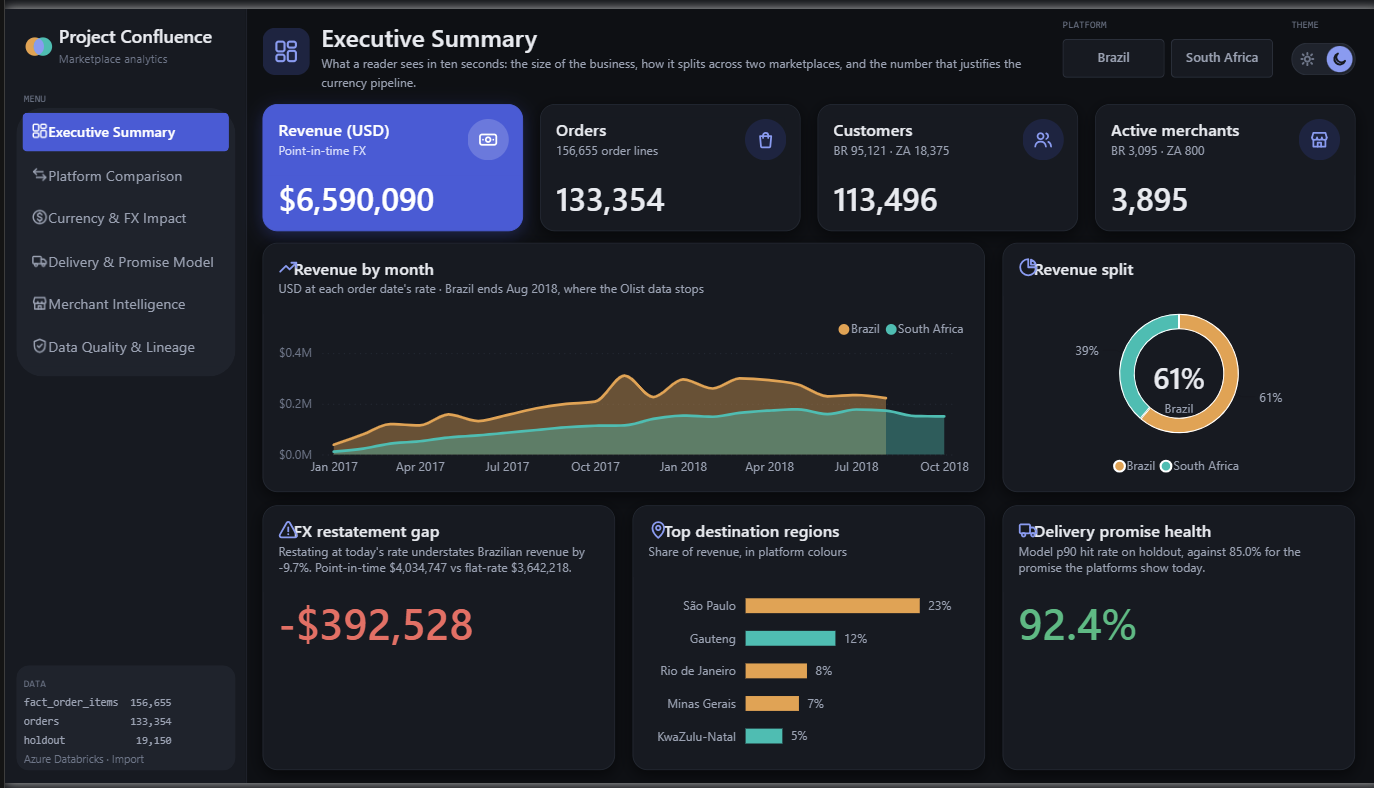 Project Confluence
Marketplace analytics
MENU
Executive Summary
Platform Comparison
Currency & FX Impact
Delivery & Promise Model
Merchant Intelligence
Data Quality & Lineage
DATA
fact_order_items 156,655
orders 133,354
holdout 19,150
Azure Databricks · Import
Executive Summary
What a reader sees in ten seconds: the size of the business, how it splits across two marketplaces, and the number that justifies the
currency pipeline.
PLATFORM
Brazil
South Africa
THEME
Revenue (USD)
Point-in-time FX
$6,590,090
Orders
156,655 order lines
133,354
Customers
BR 95,121 · ZA 18,375
113,496
Active merchants
BR 3,095 · ZA 800
3,895
Revenue by month
USD at each order date's rate · Brazil ends Aug 2018, where the Olist data stops
Brazil South Africa
$0.4M
$0.2M
$0.0M
Jan 2017 Apr 2017 Jul 2017 Oct 2017 Jan 2018 Apr 2018 Jul 2018 Oct 2018
Revenue split
39%
61%
Brazil
61%
Brazil South Africa
FX restatement gap
Restating at today's rate understates Brazilian revenue by
-9.7%. Point-in-time $4,034,747 vs flat-rate $3,642,218.
-$392,528
Top destination regions
Share of revenue, in platform colours
São Paulo 23%
Gauteng 12%
Rio de Janeiro 8%
Minas Gerais 7%
KwaZulu-Natal 5%
Delivery promise health
Model p90 hit rate on holdout, against 85.0% for the
promise the platforms show today.
92.4%